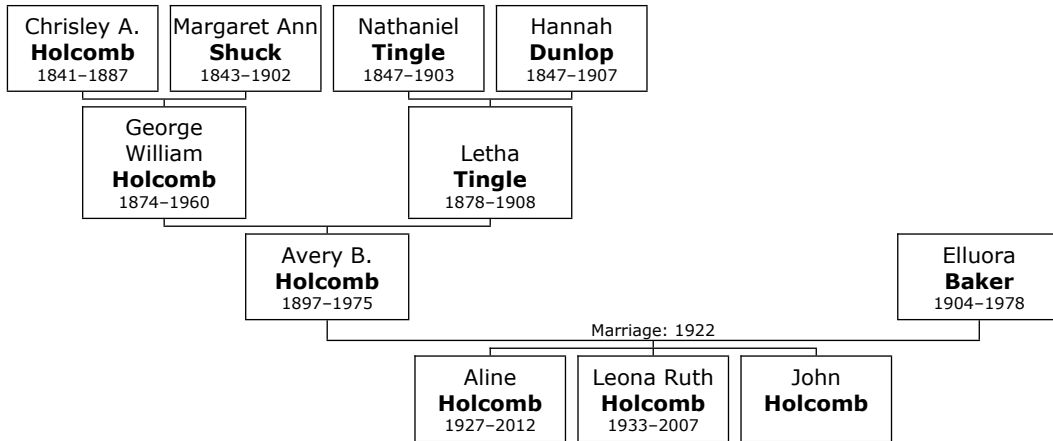 Chrisley A.
Holcomb
1841–1887
Margaret Ann
Shuck
1843–1902
Nathaniel
Tingle
1847–1903
Hannah
Dunlop
1847–1907
George
William
Holcomb
1874–1960
Letha
Tingle
1878–1908
Avery B.
Holcomb
1897–1975
Elluora
Baker
1904–1978
Marriage: 1922
Aline
Holcomb
1927–2012
Leona Ruth
Holcomb
1933–2007
John
Holcomb